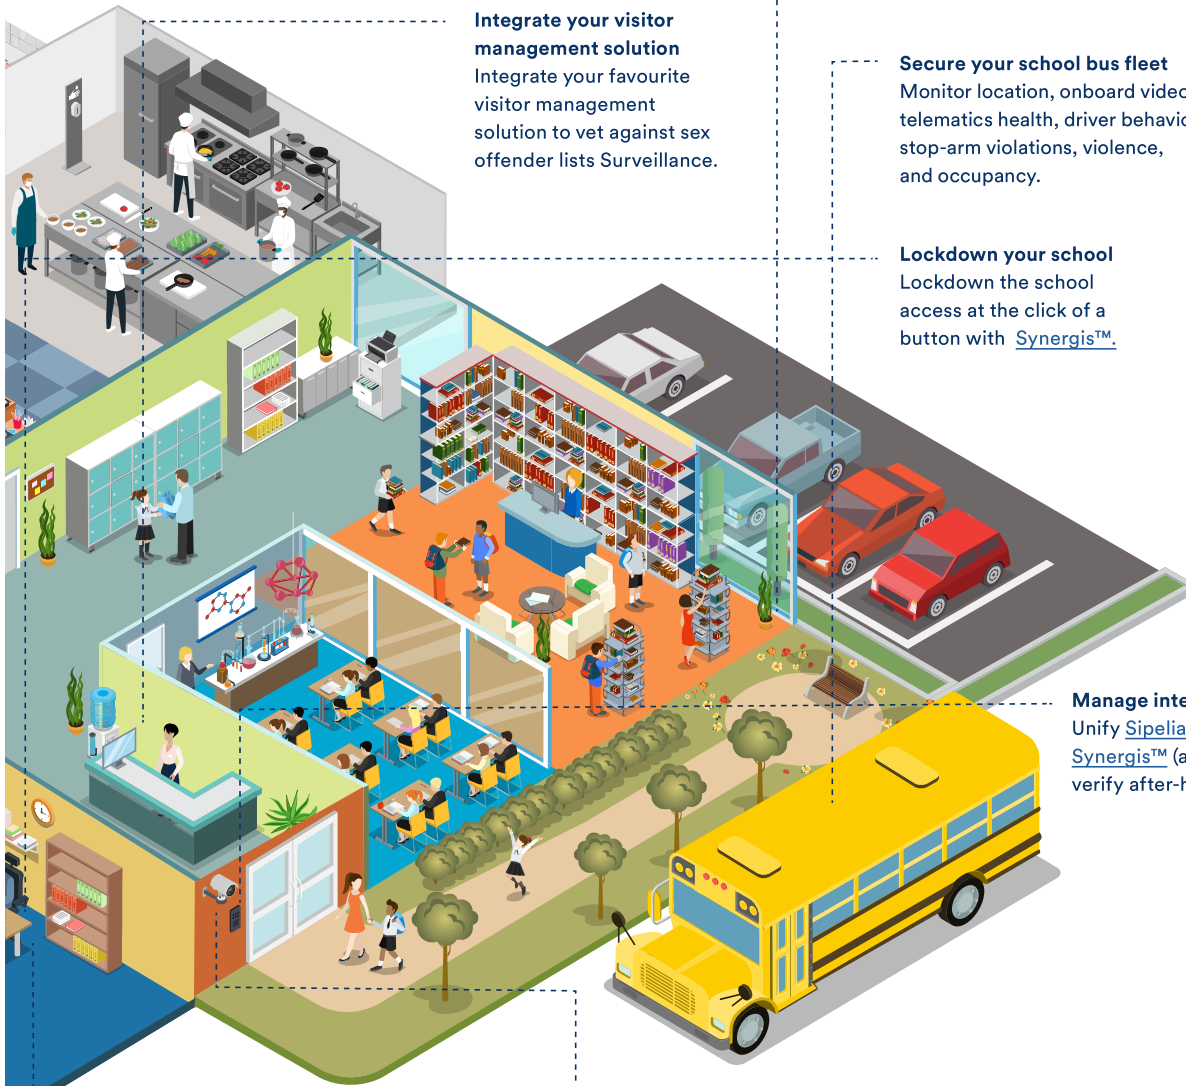 Integrate your visitor
management solution
Integrate your favourite
visitor management
solution to vet against sex
offender lists Surveillance.
Secure your school bus fleet
Monitor location, onboard video
telematics health, driver behavio
stop-arm violations, violence,
and occupancy.
Lockdown your school
Lockdown the school
access at the click of a
button with Synergis™.
Manage inte
Unify Sipelia
Synergis™ (a
verify after-h